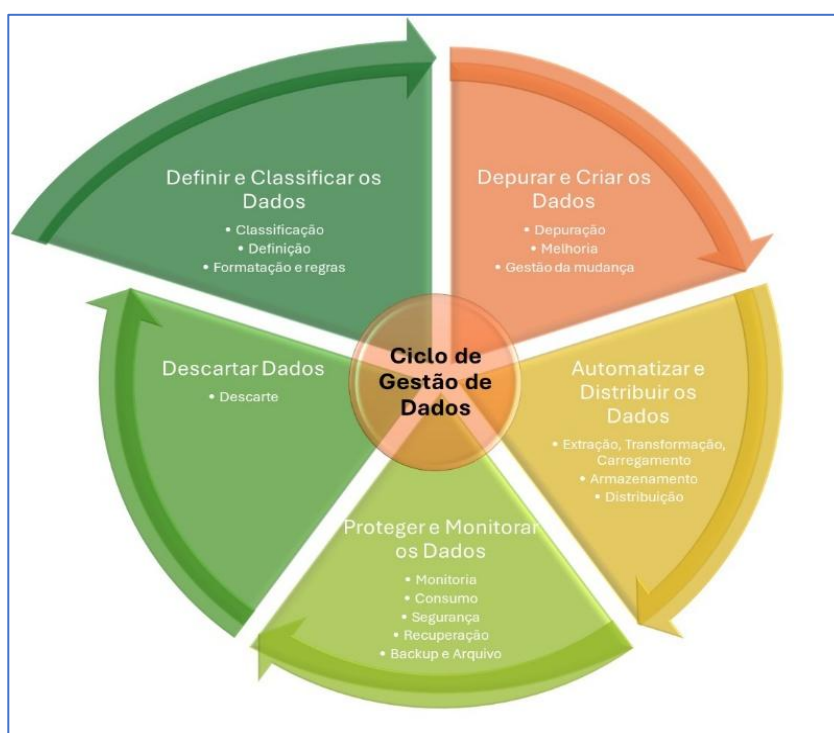 Definir e Classificar os
Dados
• Classificação
• Definição
• Formatação e regras
Depurar e Criar os
Dados
• Depuração
• Melhoria
• Gestão da mudança
Automatizar e
Distribuir os
Dados
• Extração, Transformação,
Carregamento
• Armazenamento
• Distribuição
Proteger e Monitorar
os Dados
• Monitoria
• Consumo
• Segurança
• Recuperação
• Backup e Arquivo
Descartar Dados
• Descarte
Ciclo de
Gestão de
Dados